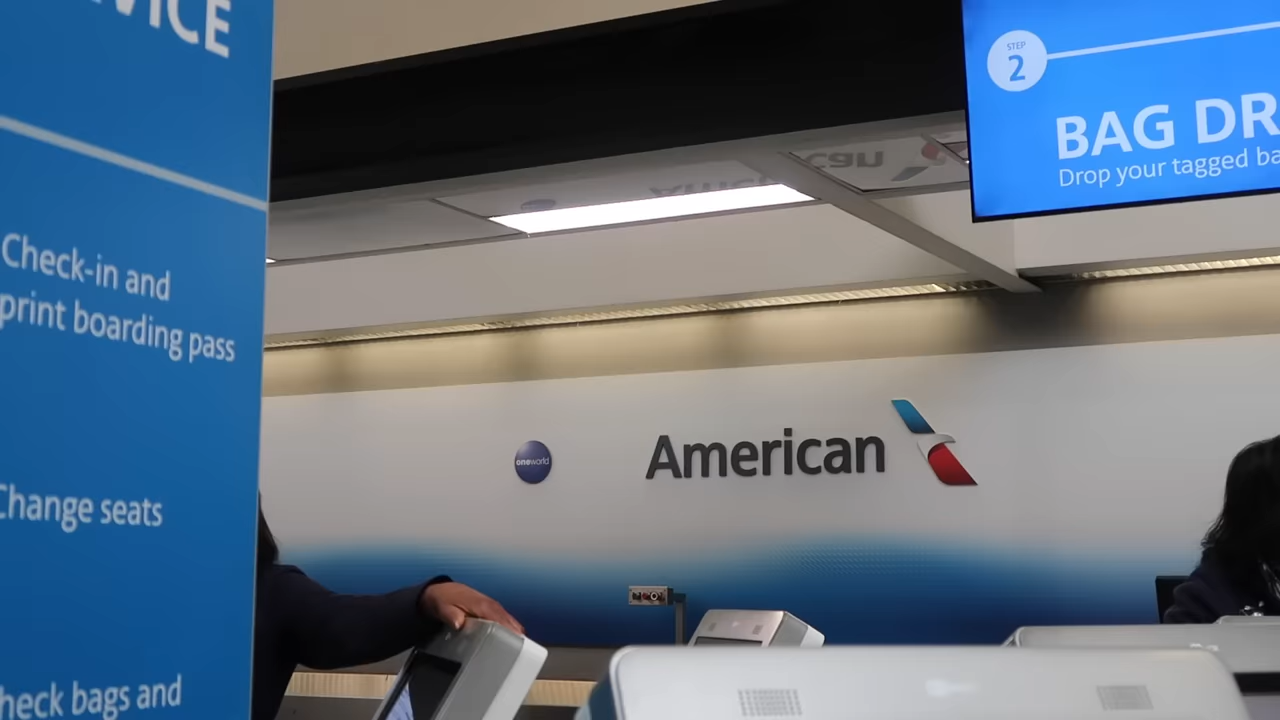 VICE
Check-in and
print boarding pass
Change seats
heck bags and
STEP
2
BAG DR
Drop your tagged ba
oneworld
American